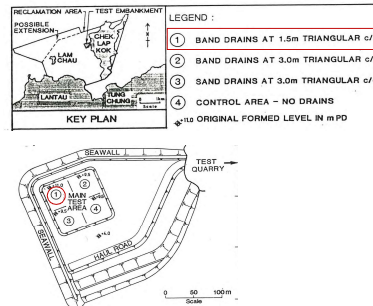 RECLAMATION AREA
TEST EMBANKMENT
POSSIBLE
EXTENSION
CHEK
LAP
KOK
LAM
CHAU
LANTAU
TUNG
CHUNG
0 1km
Scale
KEY PLAN
LEGEND :
1 BAND DRAINS AT 1.5m TRIANGULAR c/
2 BAND DRAINS AT 3.0m TRIANGULAR c/
3 SAND DRAINS AT 3.0m TRIANGULAR c/
4 CONTROL AREA - NO DRAINS
+11.0 ORIGINAL FORMED LEVEL IN m PD
SEAWALL
TEST
QUARRY
1
2
MAIN
TEST
AREA
3
4
SEAWALL
HAUL ROAD
0 50 100m
Scale